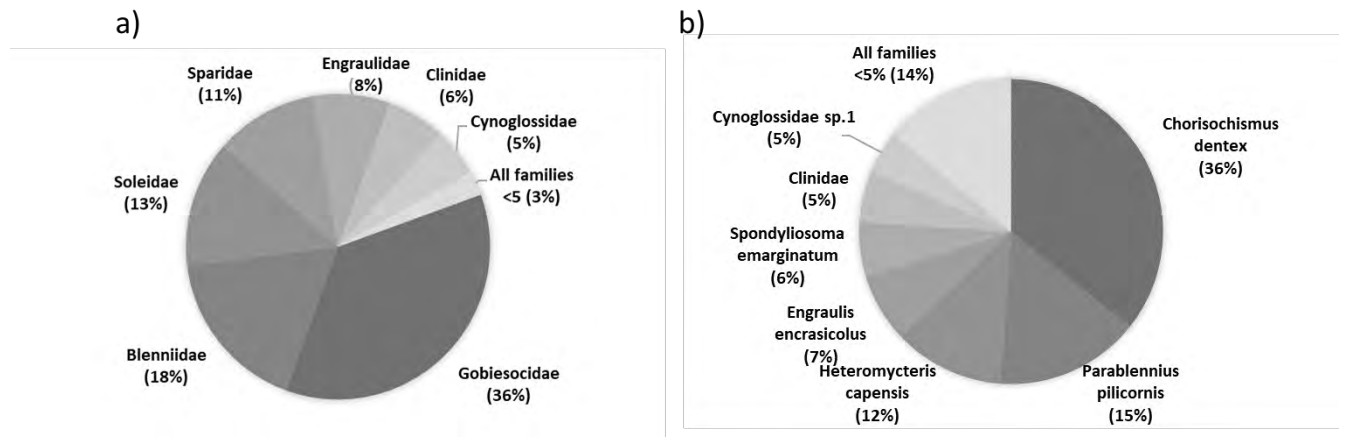 a)
Engraulidae
(8%)
Clinidae
(6%)
Cynoglossidae
(5%)
All families
<5 (3%)
Gobiesocidae
(36%)
Blenniidae
(18%)
Soleidae
(13%)
Sparidae
(11%)
b)
All families
<5% (14%)
Chorisochismus
dentex
(36%)
Parablennius
pilicornis
(15%)
Heteromycteris
capensis
(12%)
Engraulis
encrasicolus
(7%)
Spondyliosoma
emarginatum
(6%)
Clinidae
(5%)
Cynoglossidae sp.1
(5%)